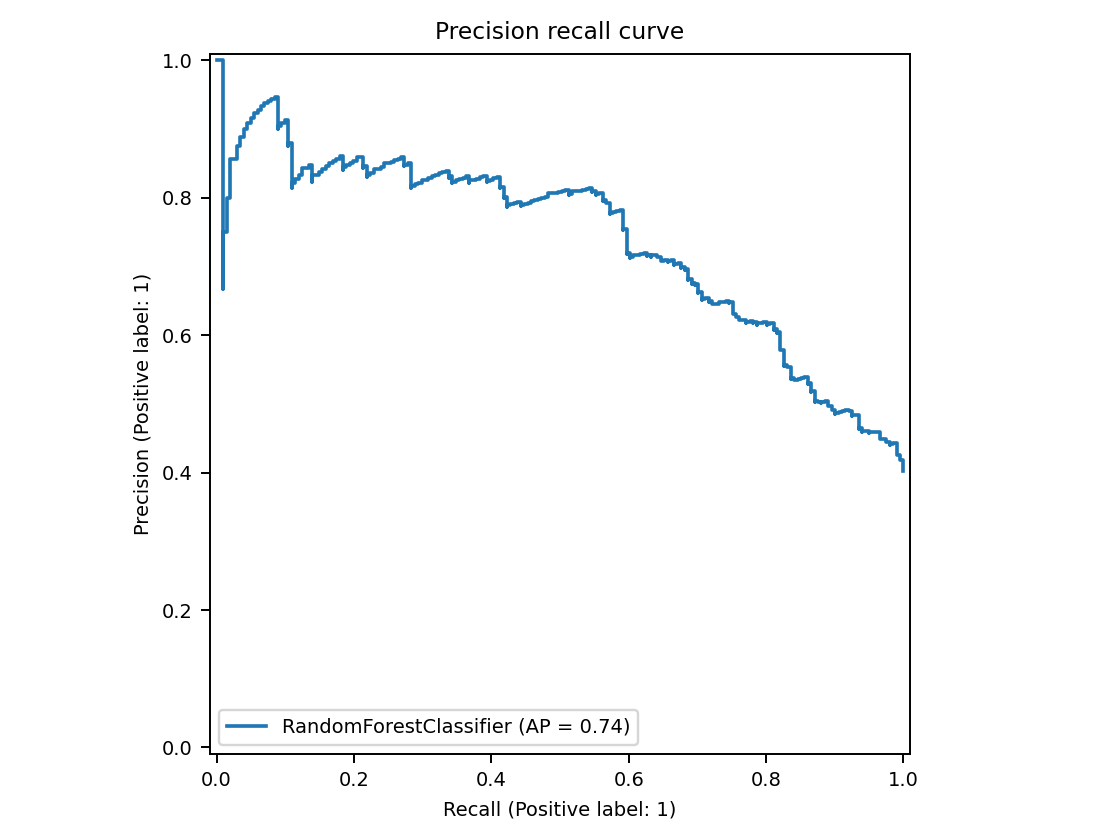 Precision recall curve
1.0
0.8
0.6
0.4
0.2
0.0
Precision (Positive label: 1)
RandomForestClassifier (AP = 0.74)
0.0 0.2 0.4 0.6 0.8 1.0
Recall (Positive label: 1)